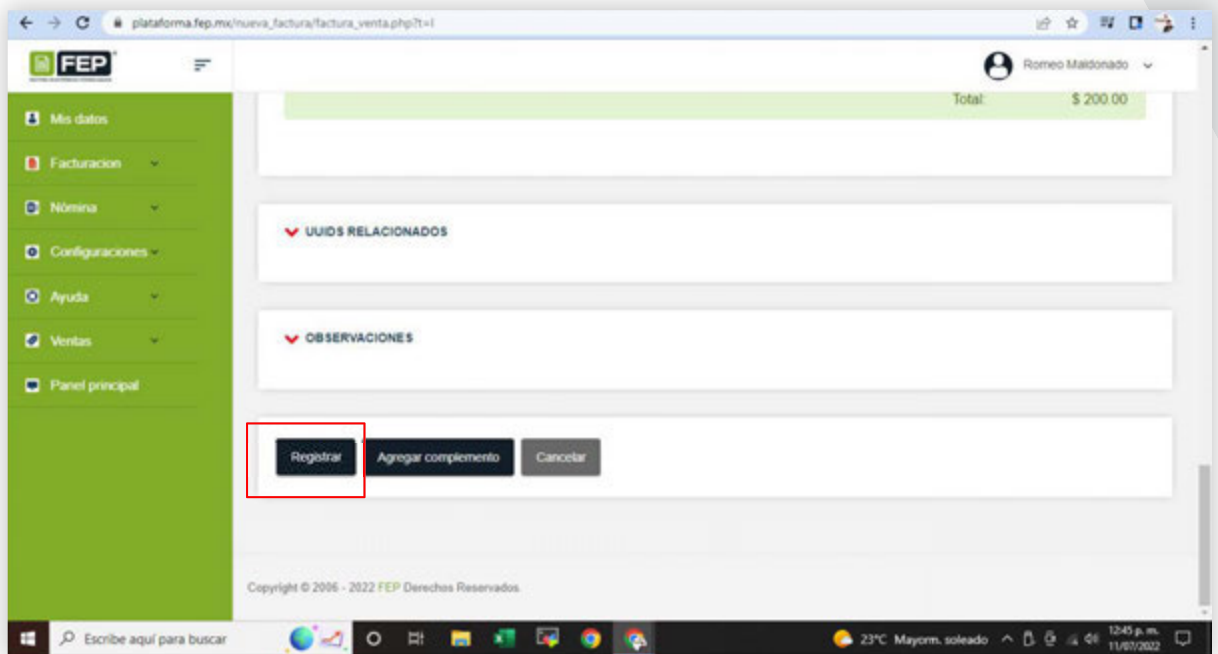 plataforma.fep.mx/nueva_factura/factura_venta.php?t=I
FEP
Romeo Maldonado
Total: $ 200.00
Mis datos
Facturacion
Nómina
Configuraciones
Ayuda
Ventas
Panel principal
UUIDS RELACIONADOS
OBSERVACIONES
Registrar
Agregar complemento
Cancelar
Copyright © 2006 - 2022 FEP Derechos Reservados.
Escribe aquí para buscar
23°C Mayorm. soleado
12:45 p. m.
11/07/2022